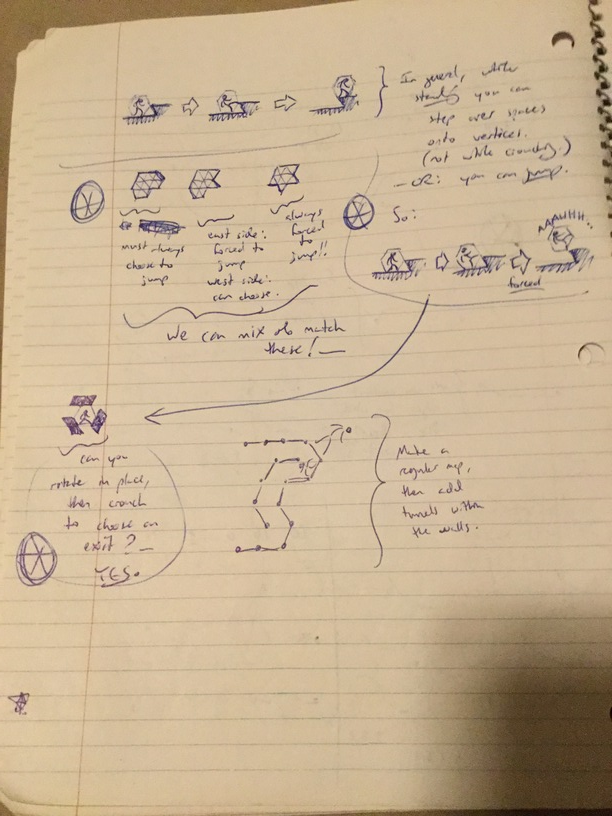 In general, while
standing you can
step over spaces
onto vertices.
(not while crouching.)
- OR: you can jump.
So:
AAAUHH..
forced
must always
choose to
jump
east side:
forced to
jump
west side:
can choose.
always
forced
to
jump!!
We can mix & match
these! —
can you
rotate in place,
then crouch
to choose an
exit? —
YES.
Make a
regular map,
then add
tunnels within
the walls.